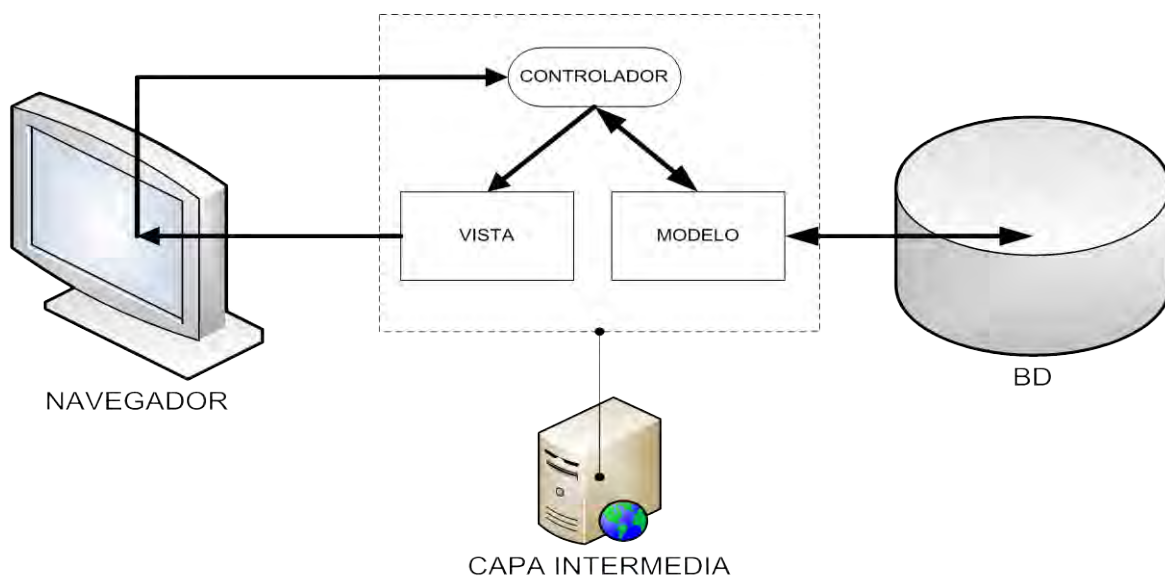 CONTROLADOR
VISTA
MODELO
NAVEGADOR
BD
CAPA INTERMEDIA